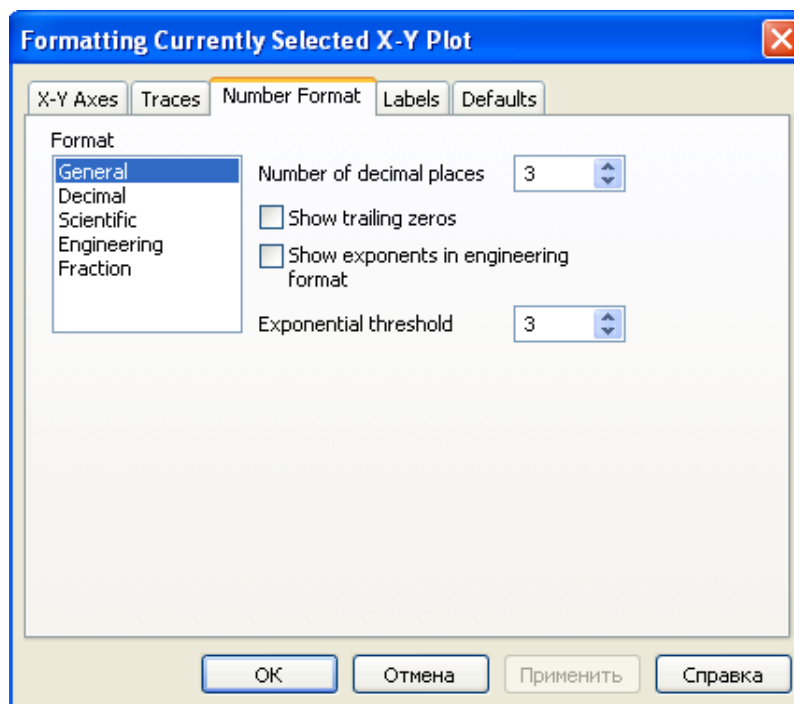 Formatting Currently Selected X-Y Plot
X-Y Axes Traces Number Format Labels Defaults
Format
General
Decimal
Scientific
Engineering
Fraction
Number of decimal places 3
Show trailing zeros
Show exponents in engineering
format
Exponential threshold 3
ОК Отмена Применить Справка